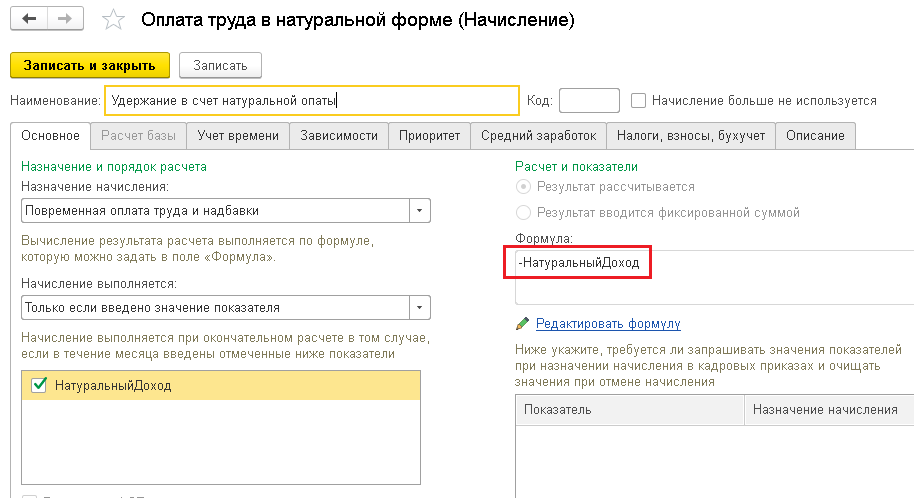 Оплата труда в натуральной форме (Начисление)
Записать и закрыть Записать
Наименование: Удержание в счет натуральной опаты Код: Начисление больше не используется
Основное Расчет базы Учет времени Зависимости Приоритет Средний заработок Налоги, взносы, бухучет Описание
Назначение и порядок расчета
Назначение начисления:
Повременная оплата труда и надбавки
Вычисление результата расчета выполняется по формуле,
которую можно задать в поле «Формула».
Начисление выполняется:
Только если введено значение показателя
Начисление выполняется при окончательном расчете в том случае,
если в течение месяца введены отмеченные ниже показатели
НатуральныйДоход
Расчет и показатели
Результат рассчитывается
Результат вводится фиксированной суммой
Формула:
-НатуральныйДоход
Редактировать формулу
Ниже укажите, требуется ли запрашивать значения показателей
при назначении начисления в кадровых приказах и очищать
значения при отмене начисления
Показатель Назначение начисления